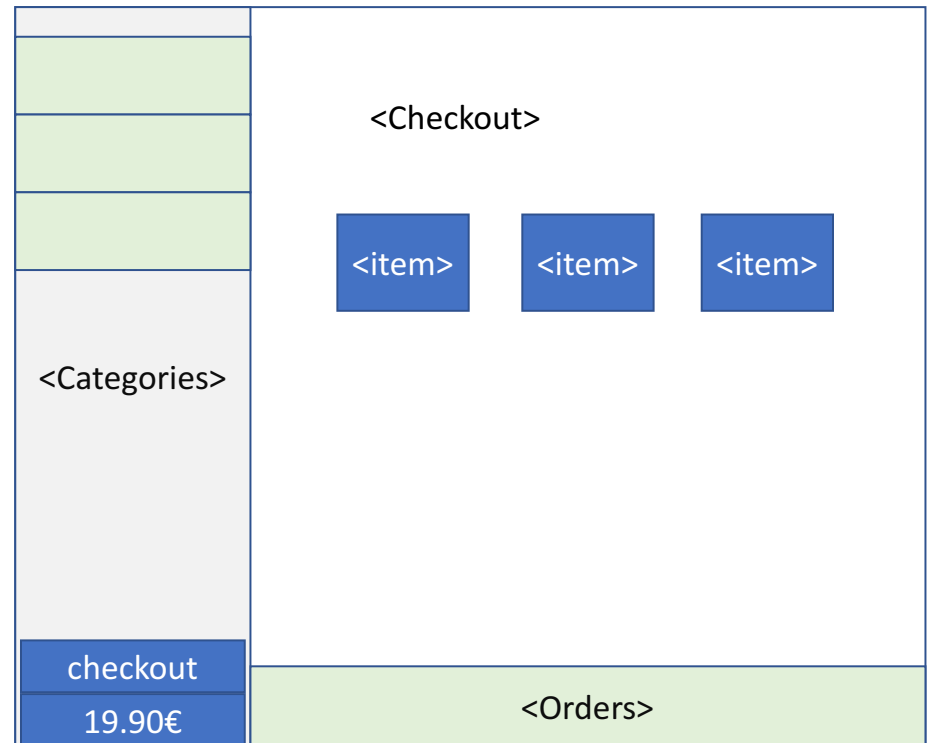 <Checkout>
<item> <item> <item>
<Categories>
checkout
19.90€
<Orders>